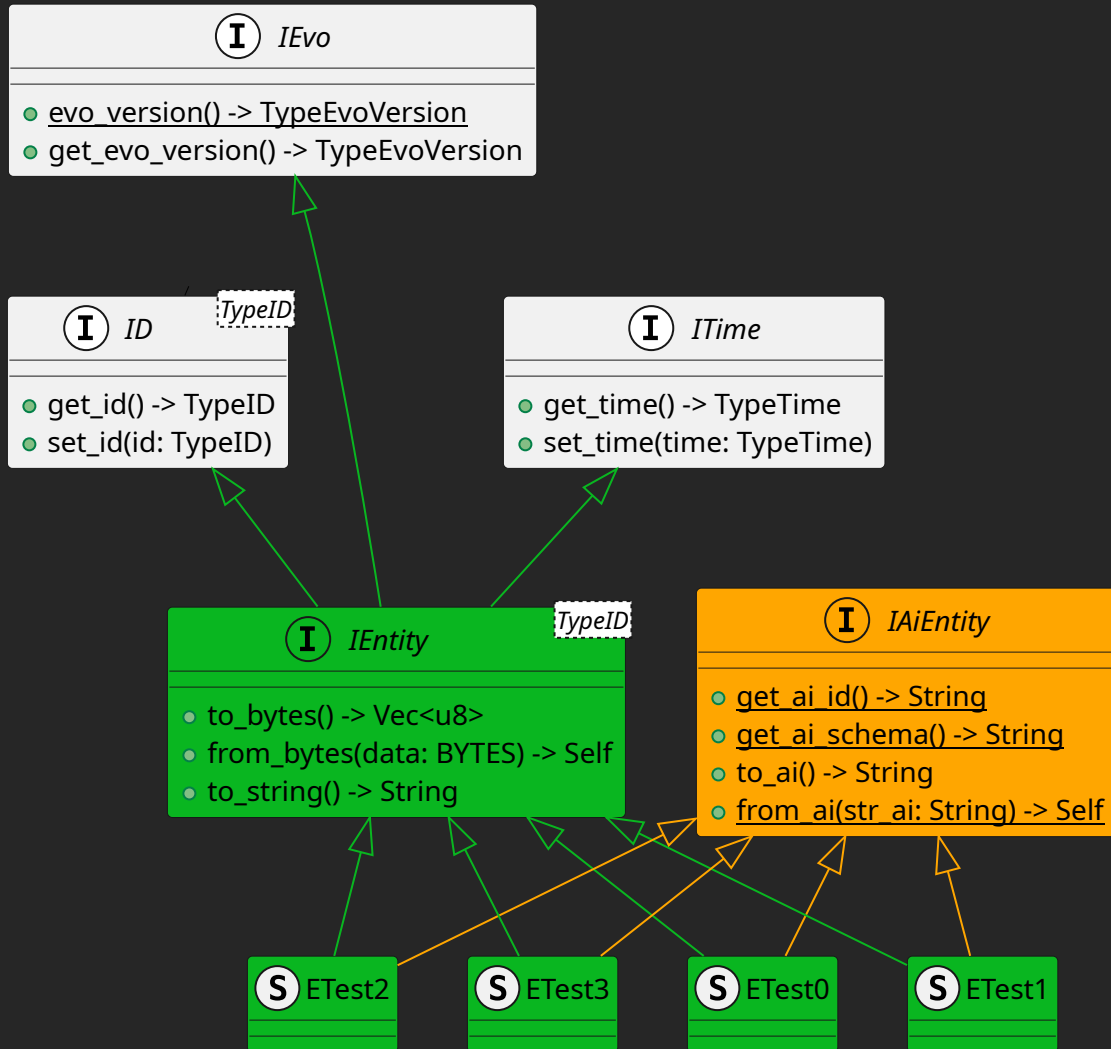 I IEvo
evo_version() -> TypeEvoVersion
get_evo_version() -> TypeEvoVersion
TypeID
I ID
get_id() -> TypeID
set_id(id: TypeID)
I ITime
get_time() -> TypeTime
set_time(time: TypeTime)
TypeID
I IEntity
to_bytes() -> Vec<u8>
from_bytes(data: BYTES) -> Self
to_string() -> String
I IAiEntity
get_ai_id() -> String
get_ai_schema() -> String
to_ai() -> String
from_ai(str_ai: String) -> Self
S ETest2
S ETest3
S ETest0
S ETest1